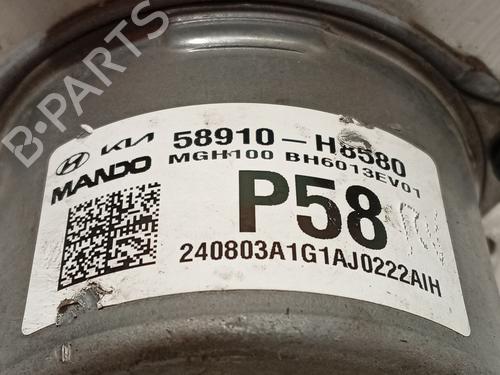 B-PARTS
KIA 58910-H8580
MANDO MGH100 BH6013EV01
P58
240803A1G1AJ0222AIH